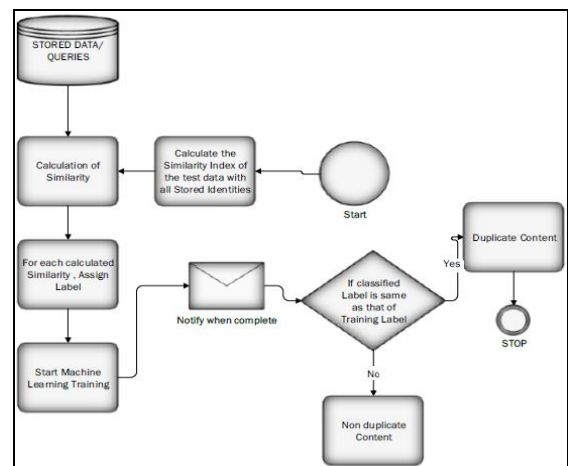 STORED DATA/
QUERIES
Calculation of
Similarity
Calculate the
Similarity Index of
the test data with
all Stored Identities
Start
For each calculated
Similarity , Assign
Label
Start Machine
Learning Training
Notify when complete
If classified
Label is same
as that of
Training Label
Yes
Duplicate Content
STOP
No
Non duplicate
Content